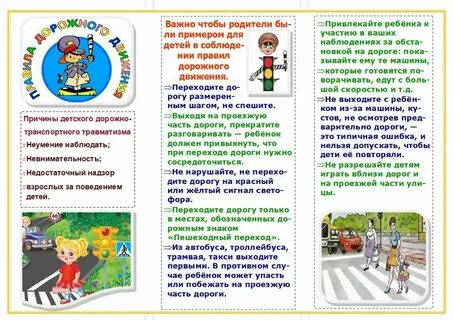 ПРАВИЛА ДОРОЖНОГО ДВИЖЕНИЯ
Причины детского дорожно-
транспортного травматизма
⇒Неумение наблюдать;
⇒Невнимательность;
⇒Недостаточный надзор
⇒взрослых за поведением
детей.
Важно чтобы родители бы-
ли примером для
детей в соблюде-
нии правил
дорожного
движения.
⇒Переходите до-
рогу размерен-
ным шагом, не спешите.
⇒Выходя на проезжую
часть дороги, прекратите
разговаривать — ребёнок
должен привыкнуть, что
при переходе дороги нужно
сосредоточиться.
⇒Не нарушайте, не перехо-
дите дорогу на красный
или жёлтый сигнал свето-
фора.
⇒Переходите дорогу только
в местах, обозначенных до-
рожным знаком
«Пешеходный переход».
⇒Из автобуса, троллейбуса,
трамвая, такси выходите
первыми. В противном слу-
чае ребёнок может упасть
или побежать на проезжую
часть дороги.
⇒Привлекайте ребёнка к
участию в ваших
наблюдениях за обста-
новкой на дороге: показы-
вайте ему те машины,
⇒которые готовятся по-
ворачивать, едут с боль-
шой скоростью и т.д.
⇒Не выходите с ребён-
ком из-за машины, ку-
стов, не осмотрев пред-
варительно дороги, —
это типичная ошибка, и
нельзя допускать, чтобы
дети её повторяли.
⇒Не разрешайте детям
играть вблизи дорог и
на проезжей части ули-
цы.